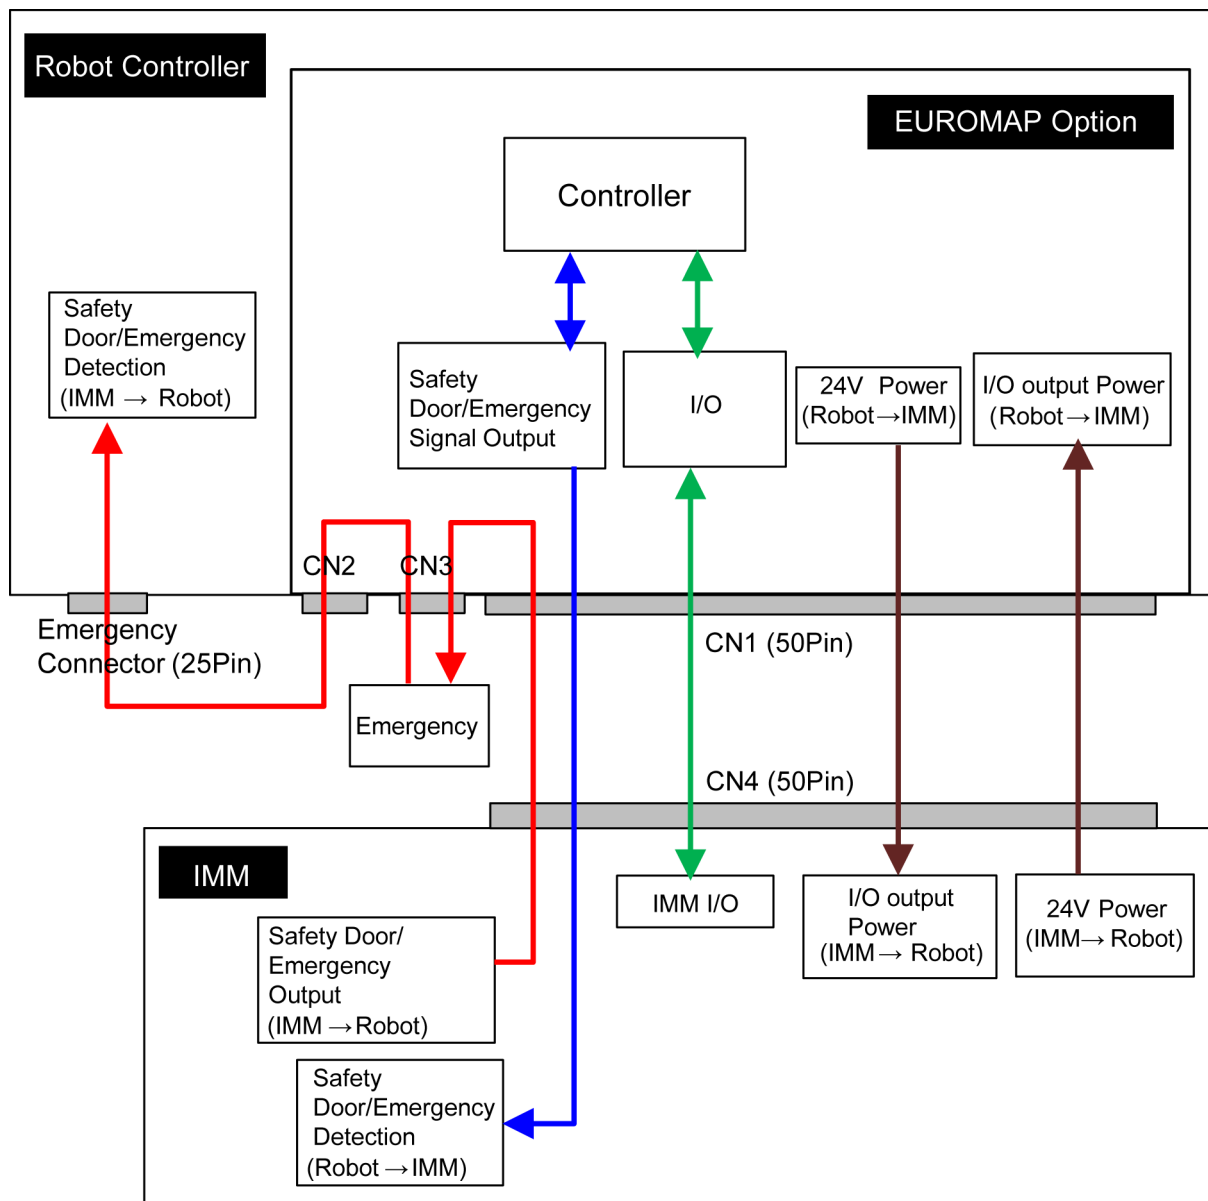 Robot Controller
EUROMAP Option
Controller
Safety
Door/Emergency
Detection
(IMM → Robot)
Safety
Door/Emergency
Signal Output
I/O
24V Power
(Robot→IMM)
I/O output Power
(Robot→IMM)
CN2
CN3
Emergency
Connector (25Pin)
CN1 (50Pin)
Emergency
CN4 (50Pin)
IMM
IMM I/O
I/O output
Power
(IMM→ Robot)
24V Power
(IMM→ Robot)
Safety Door/
Emergency
Output
(IMM →Robot)
Safety
Door/Emergency
Detection
(Robot →IMM)